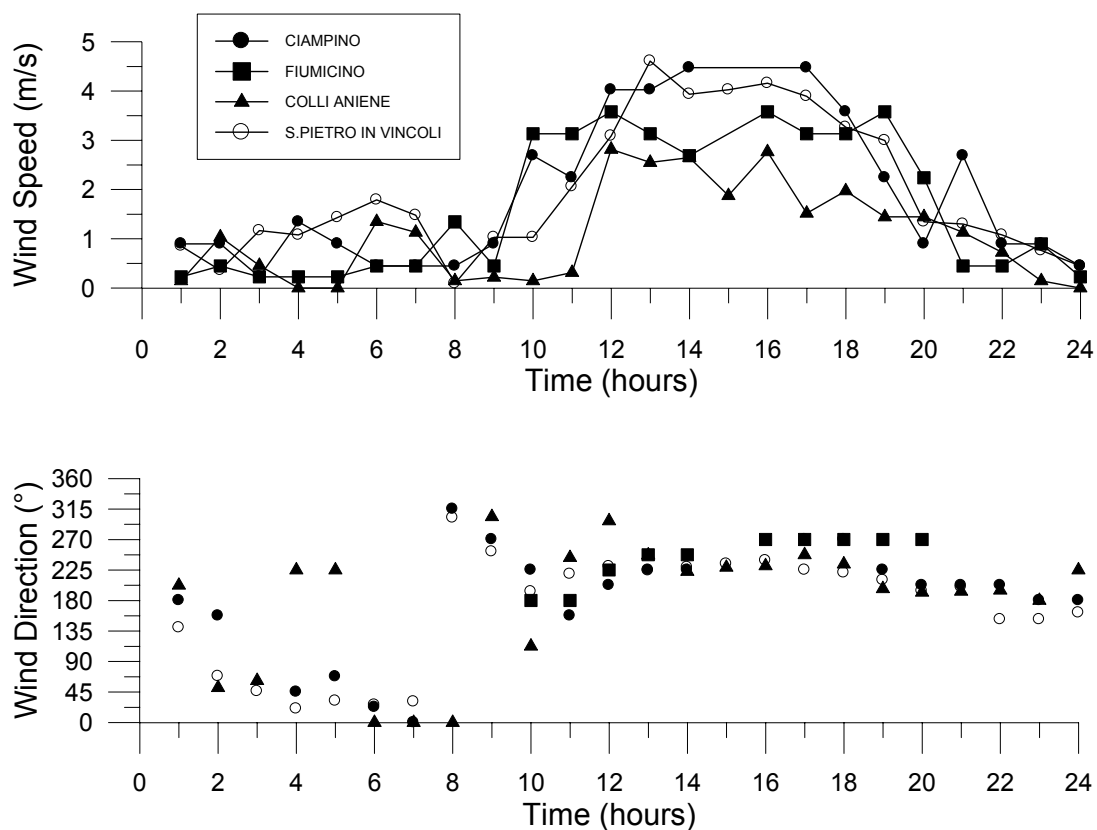 CIAMPINO
FIUMICINO
COLLI ANIENE
S.PIETRO IN VINCOLI
Wind Speed (m/s)
5
4
3
2
1
0
0 2 4 6 8 10 12 14 16 18 20 22 24
Time (hours)
Wind Direction (°)
360
315
270
225
180
135
90
45
0
0 2 4 6 8 10 12 14 16 18 20 22 24
Time (hours)